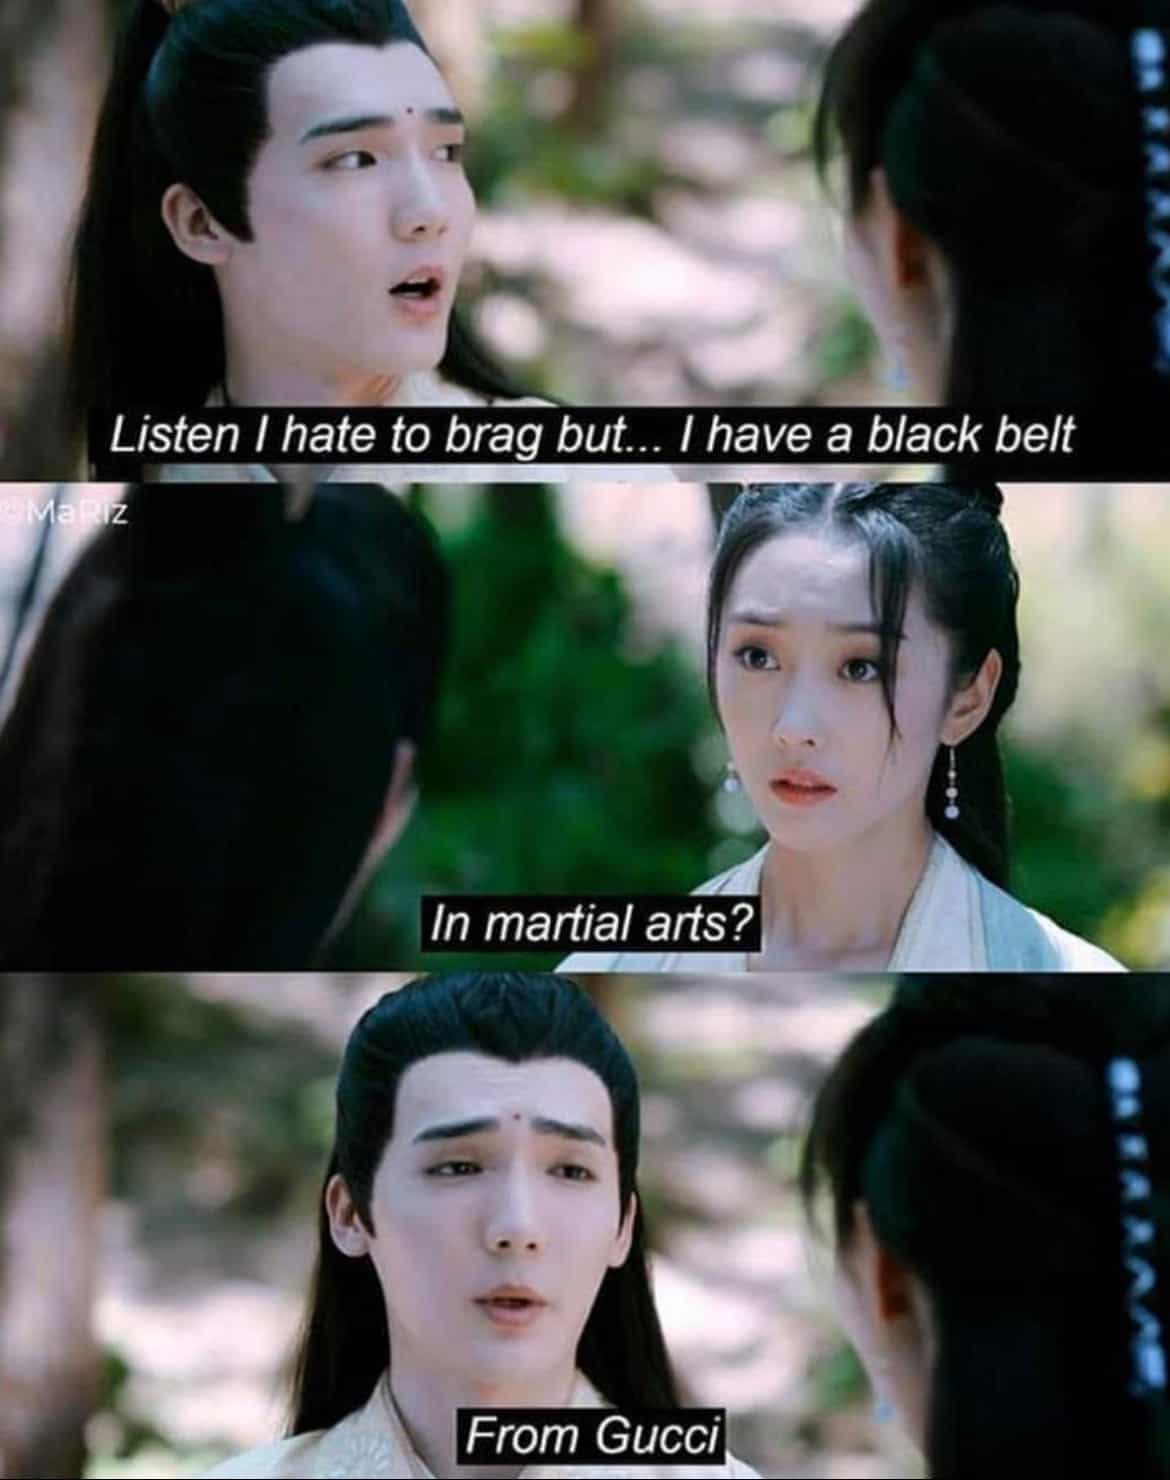 Listen I hate to brag but... I have a black belt
©MaRiz
In martial arts?
From Gucci